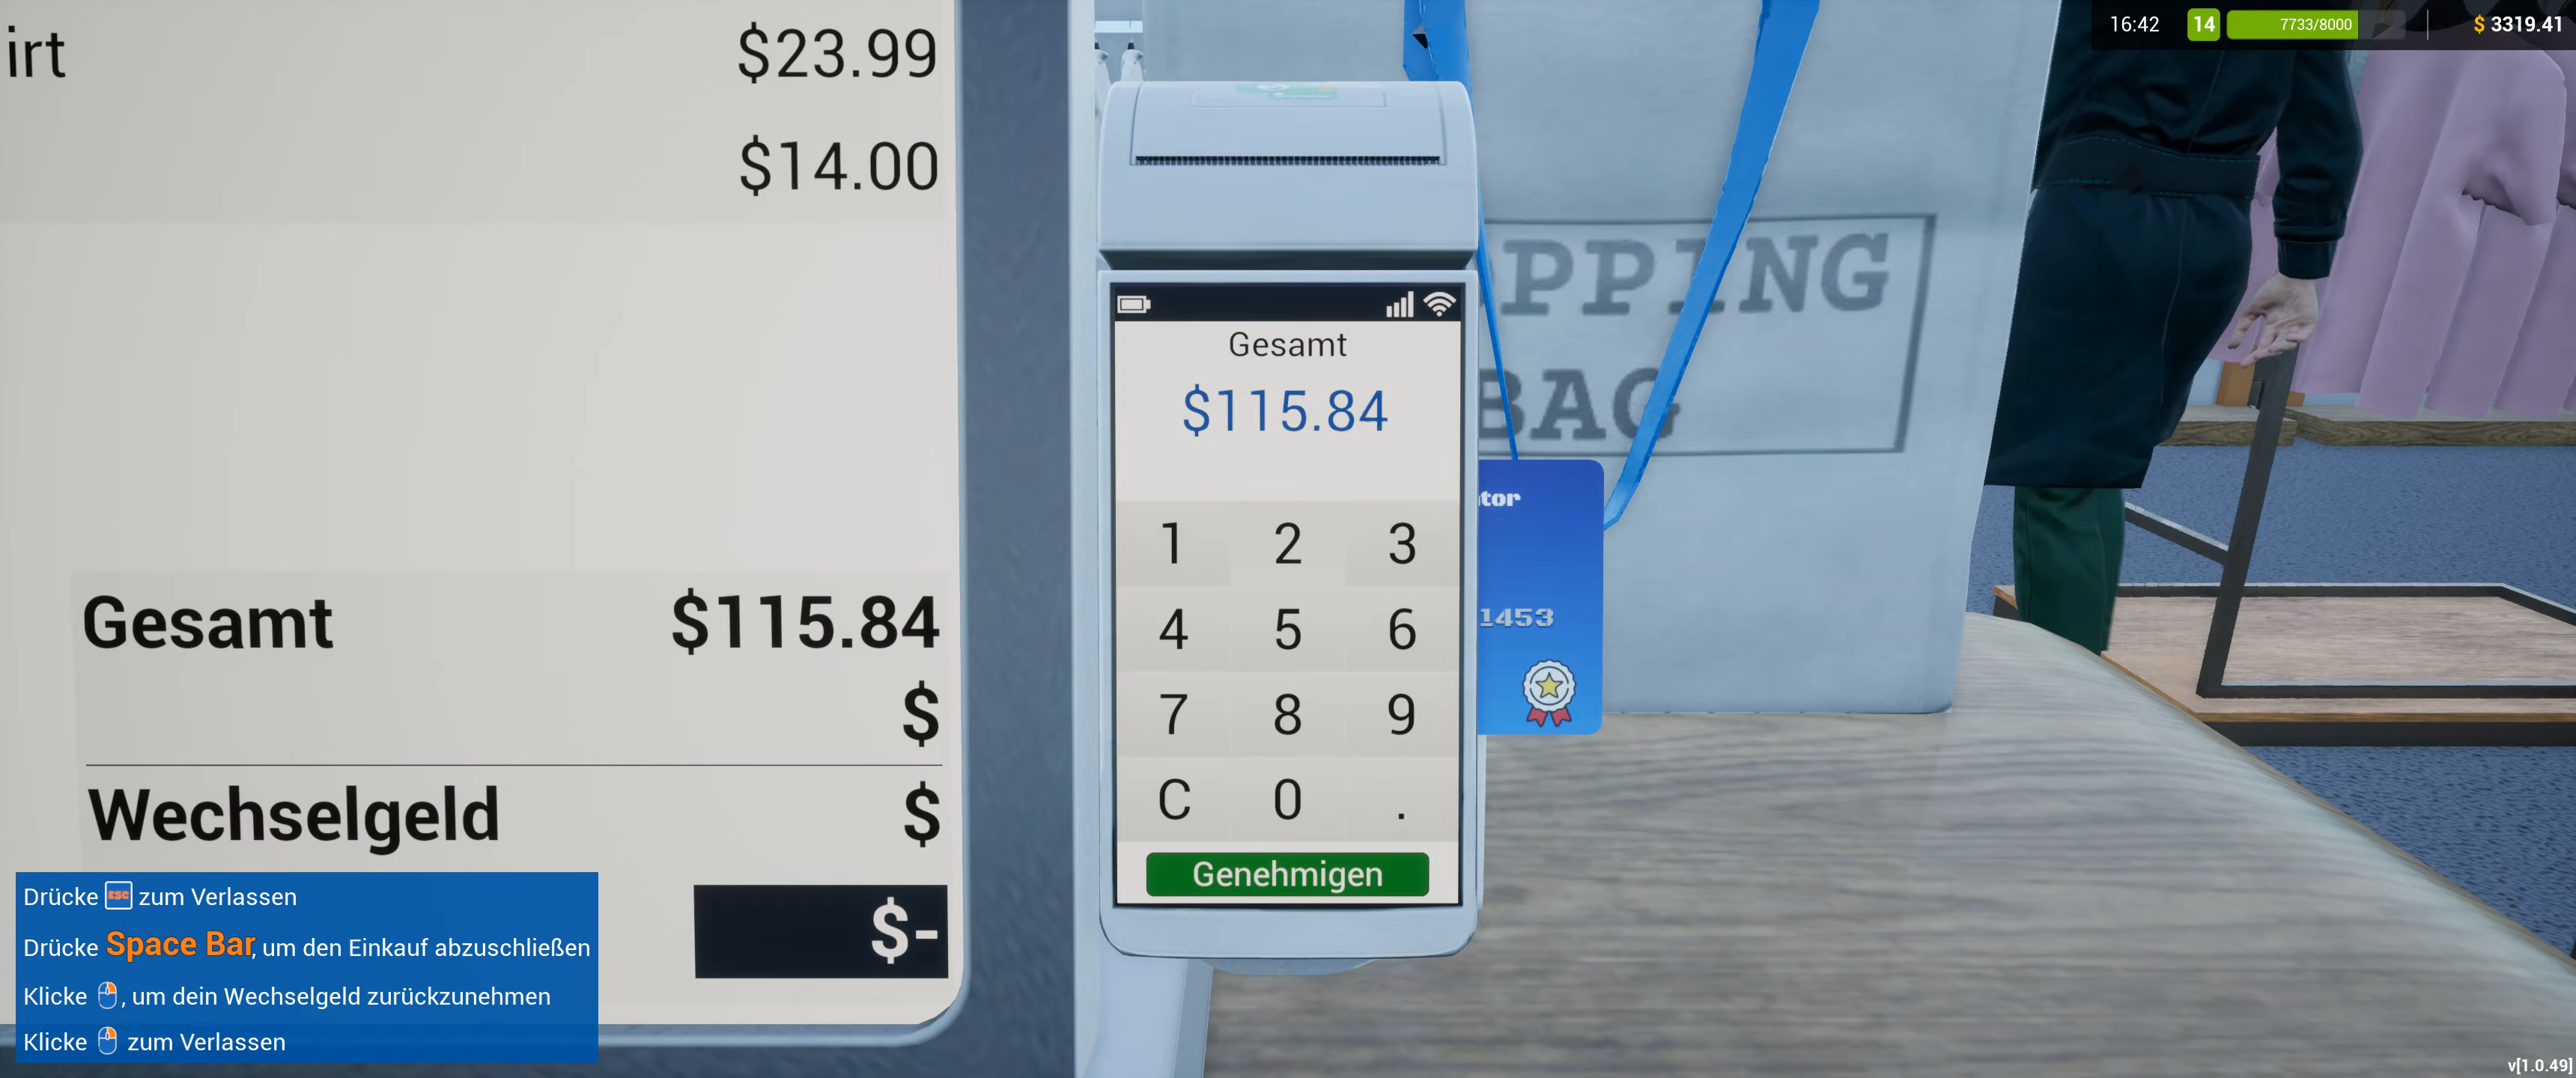 irt $23.99
$14.00
Gesamt $115.84
$
Wechselgeld $
$-
Drücke esc zum Verlassen
Drücke Space Bar, um den Einkauf abzuschließen
Klicke , um dein Wechselgeld zurückzunehmen
Klicke zum Verlassen
Gesamt
$115.84
1 2 3
4 5 6
7 8 9
C 0 .
Genehmigen
PPING
BAG
tor
1453
16:42 14 7733/8000 $ 3319.41
v[1.0.49]